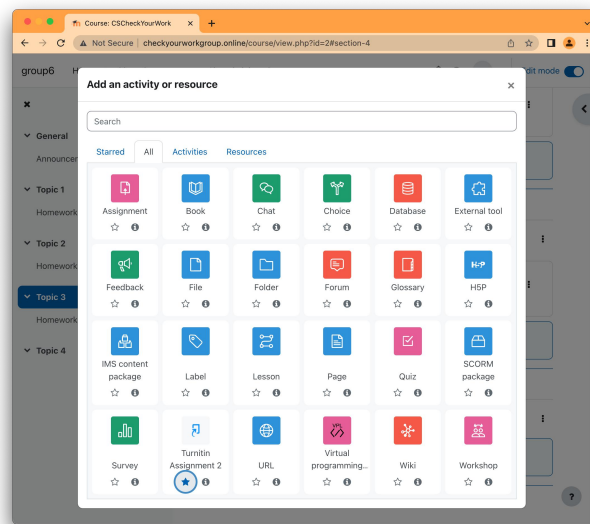 Course: CSCheckYourWork
Not Secure | checkyourworkgroup.online/course/view.php?id=2#section-4
group6
Edit mode
Add an activity or resource
Search
Starred All Activities Resources
Assignment Book Chat Choice Database External tool
Feedback File Folder Forum Glossary H5P
H5P
IMS content
package Label Lesson Page Quiz SCORM
package
Survey Turnitin
Assignment 2 URL Virtual
programming... Wiki Workshop
VPL
General
Announcer
Topic 1
Homework
Topic 2
Homework
Topic 3
Homework
Topic 4
?